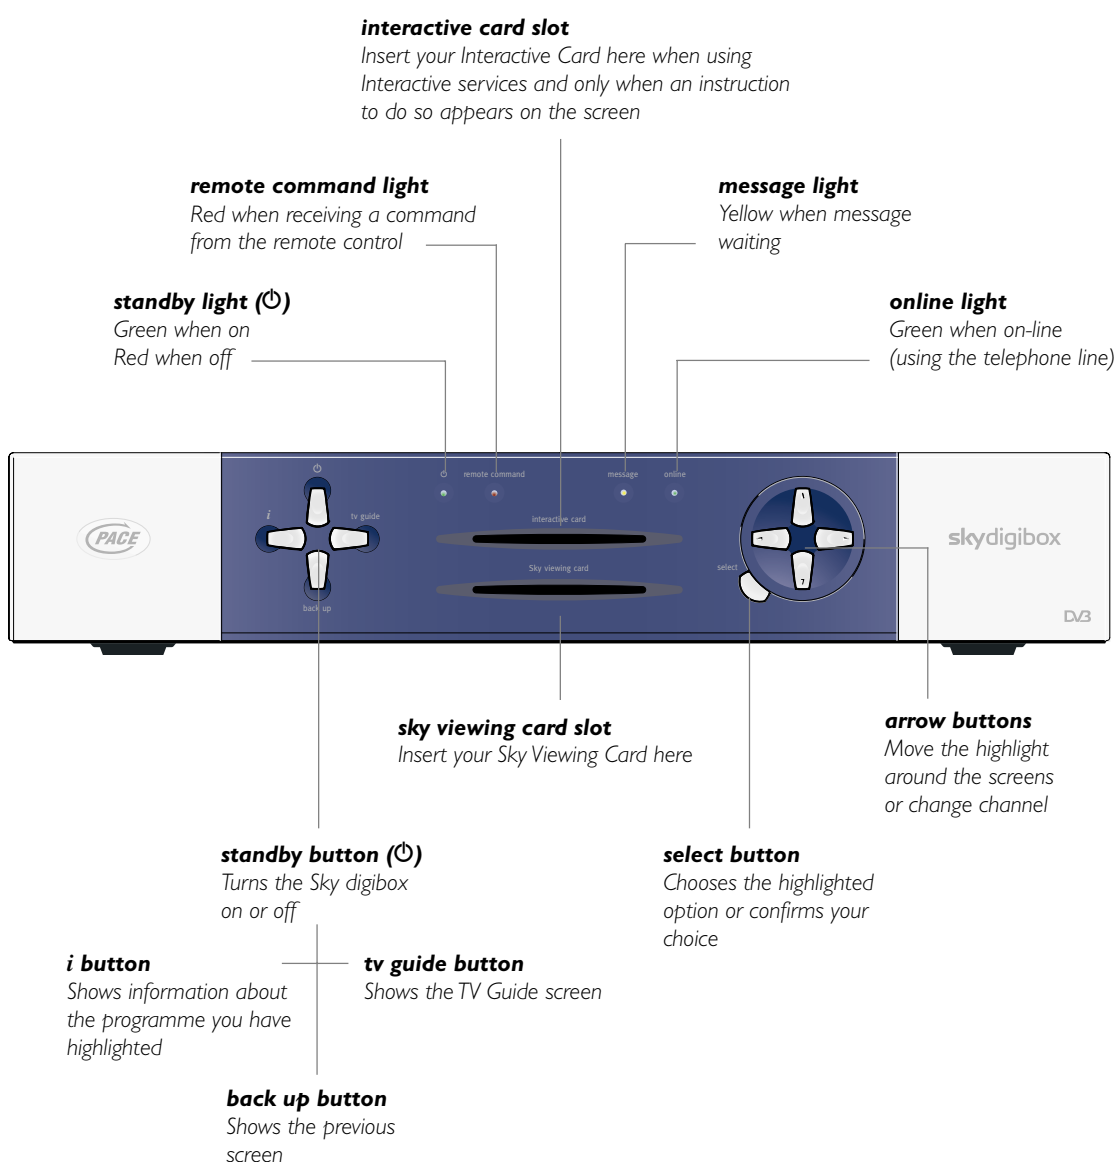 interactive card slot
Insert your Interactive Card here when using
Interactive services and only when an instruction
to do so appears on the screen
remote command light
Red when receiving a command
from the remote control
message light
Yellow when message
waiting
standby light (⏻)
Green when on
Red when off
online light
Green when on-line
(using the telephone line)
⏻
i
tv guide
back up
⏻
remote command
message
online
interactive card
Sky viewing card
select
PACE
skydigibox
DVB
sky viewing card slot
Insert your Sky Viewing Card here
arrow buttons
Move the highlight
around the screens
or change channel
standby button (⏻)
Turns the Sky digibox
on or off
select button
Chooses the highlighted
option or confirms your
choice
i button
Shows information about
the programme you have
highlighted
tv guide button
Shows the TV Guide screen
back up button
Shows the previous
screen